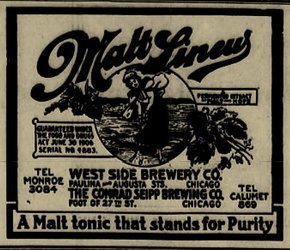 Malt Sinew
GUARANTEED UNDER
THE FOOD AND DRUGS
ACT JUNE 30 1906
SERIAL NO 4883.
TEL
MONROE
3084
WEST SIDE BREWERY CO.
PAULINA AND AUGUSTA STS. CHICAGO
THE CONRAD SEIPP BREWING CO.
FOOT OF 27TH ST. CHICAGO
TEL
CALUMET
869
A Malt tonic that stands for Purity